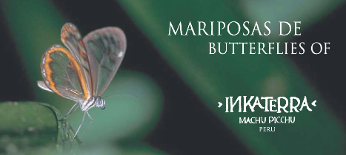 MARIPOSAS DE
BUTTERFLIES OF
INKATERRA
MACHU PICCHU
PERU